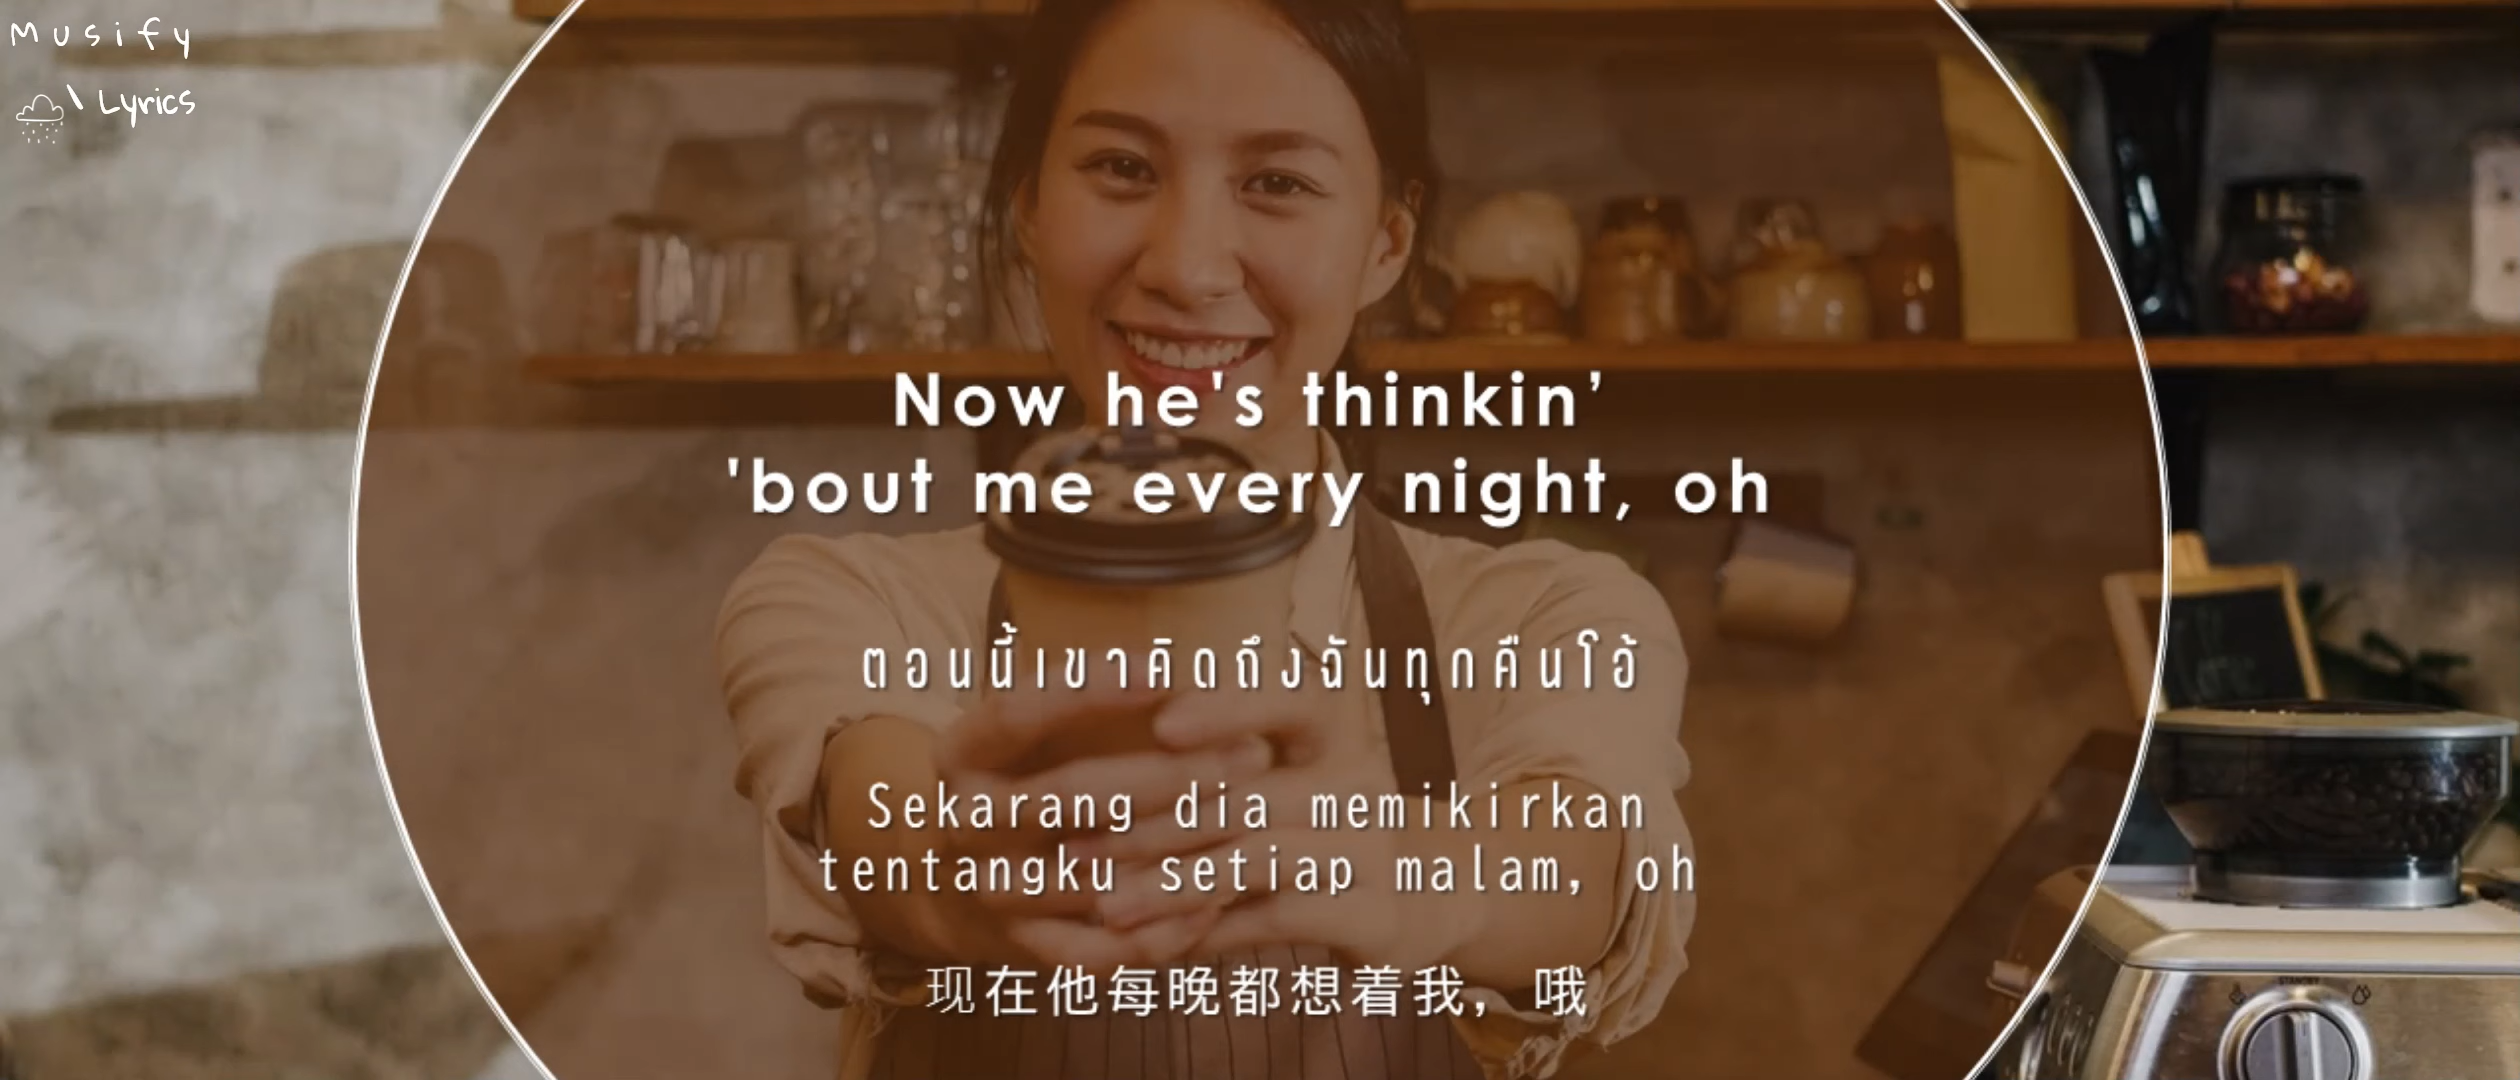 Musify
Lyrics
Now he's thinkin’
'bout me every night, oh
ตอนนี้เขาคิดถึงฉันทุกคืนโอ้
Sekarang dia memikirkan
tentangku setiap malam, oh
现在他每晚都想着我，哦
STANDBY